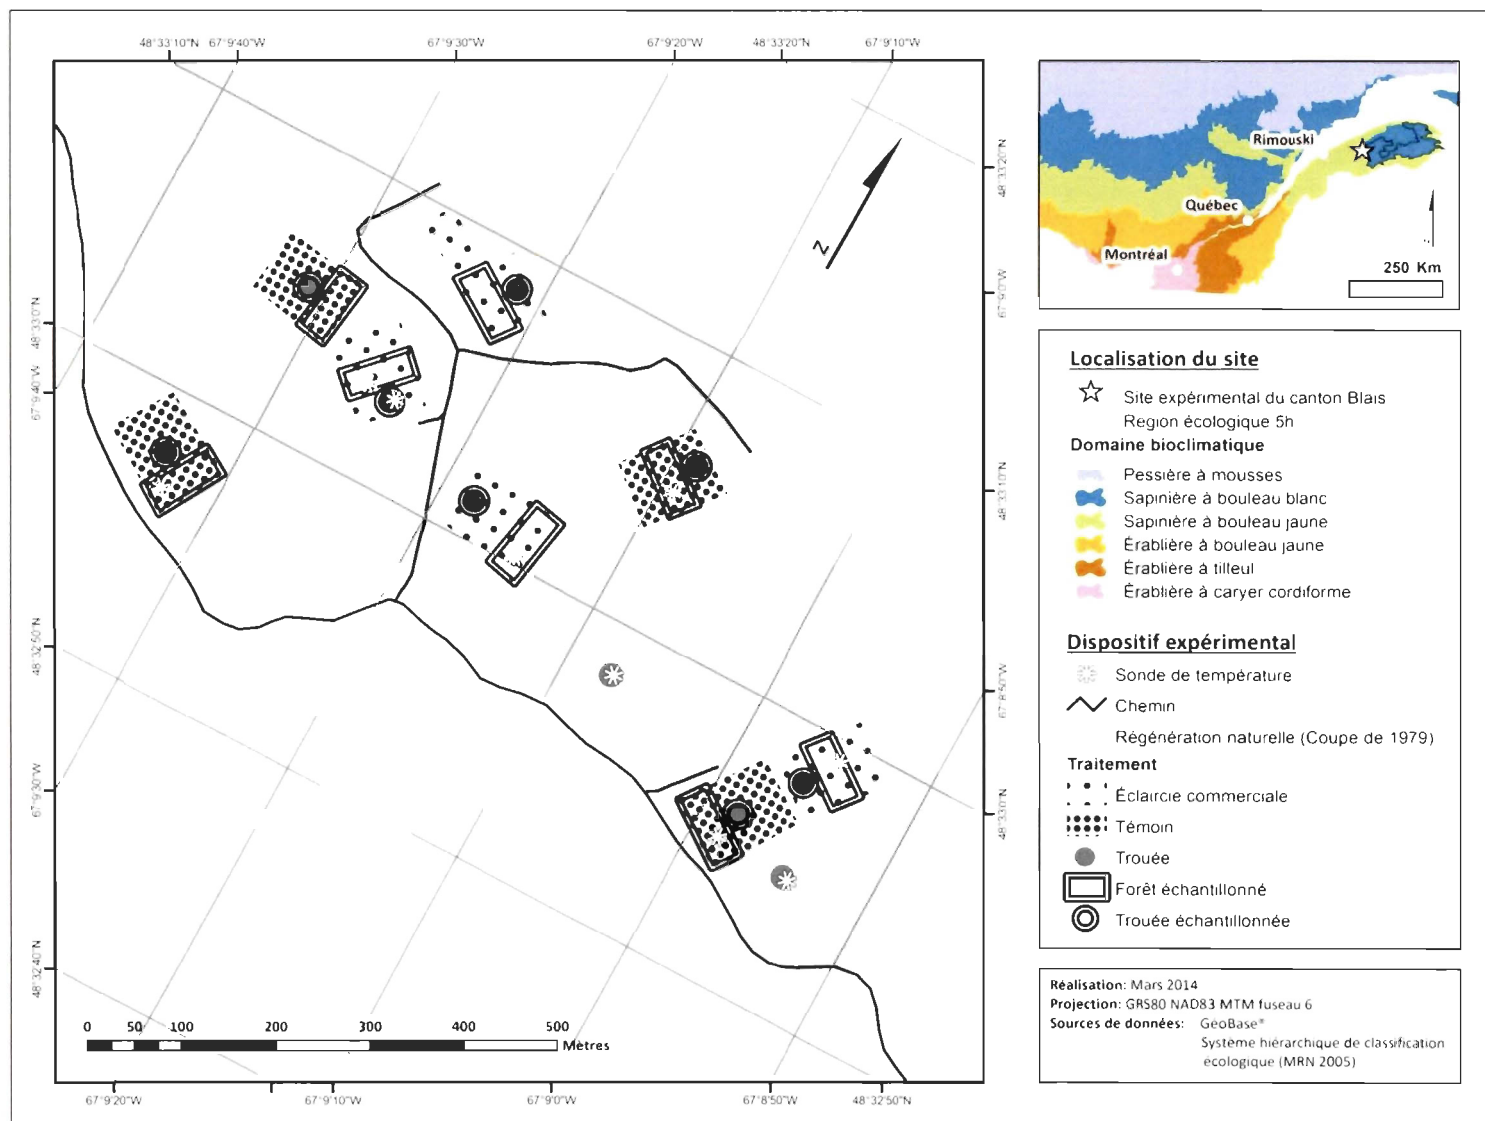 48°33'10"N 67°9'40"W 67°9'30"W 67°9'20"W 48°33'20"N 67°9'10"W
48°33'0"N
67°9'40"W
48°32'50"N
67°9'30"W
48°32'40"N
48°33'20"N
67°9'0"W
48°33'10"N
67°8'50"W
48°33'0"N
N
0 50 100 200 300 400 500
Mètres
67°9'20"W 67°9'10"W 67°9'0"W 67°8'50"W 48°32'50"N
Rimouski
Québec
Montréal
250 Km
Localisation du site
Site expérimental du canton Blais
Region écologique 5h
Domaine bioclimatique
Pessière à mousses
Sapinière à bouleau blanc
Sapinière à bouleau jaune
Érablière à bouleau jaune
Érablière à tilleul
Érablière à caryer cordiforme
Dispositif expérimental
Sonde de température
Chemin
Régénération naturelle (Coupe de 1979)
Traitement
Éclaircie commerciale
Témoin
Trouée
Forêt échantillonné
Trouée échantillonnée
Réalisation: Mars 2014
Projection: GRS80 NAD83 MTM fuseau 6
Sources de données: GéoBase®
Système hiérarchique de classification
écologique (MRN 2005)